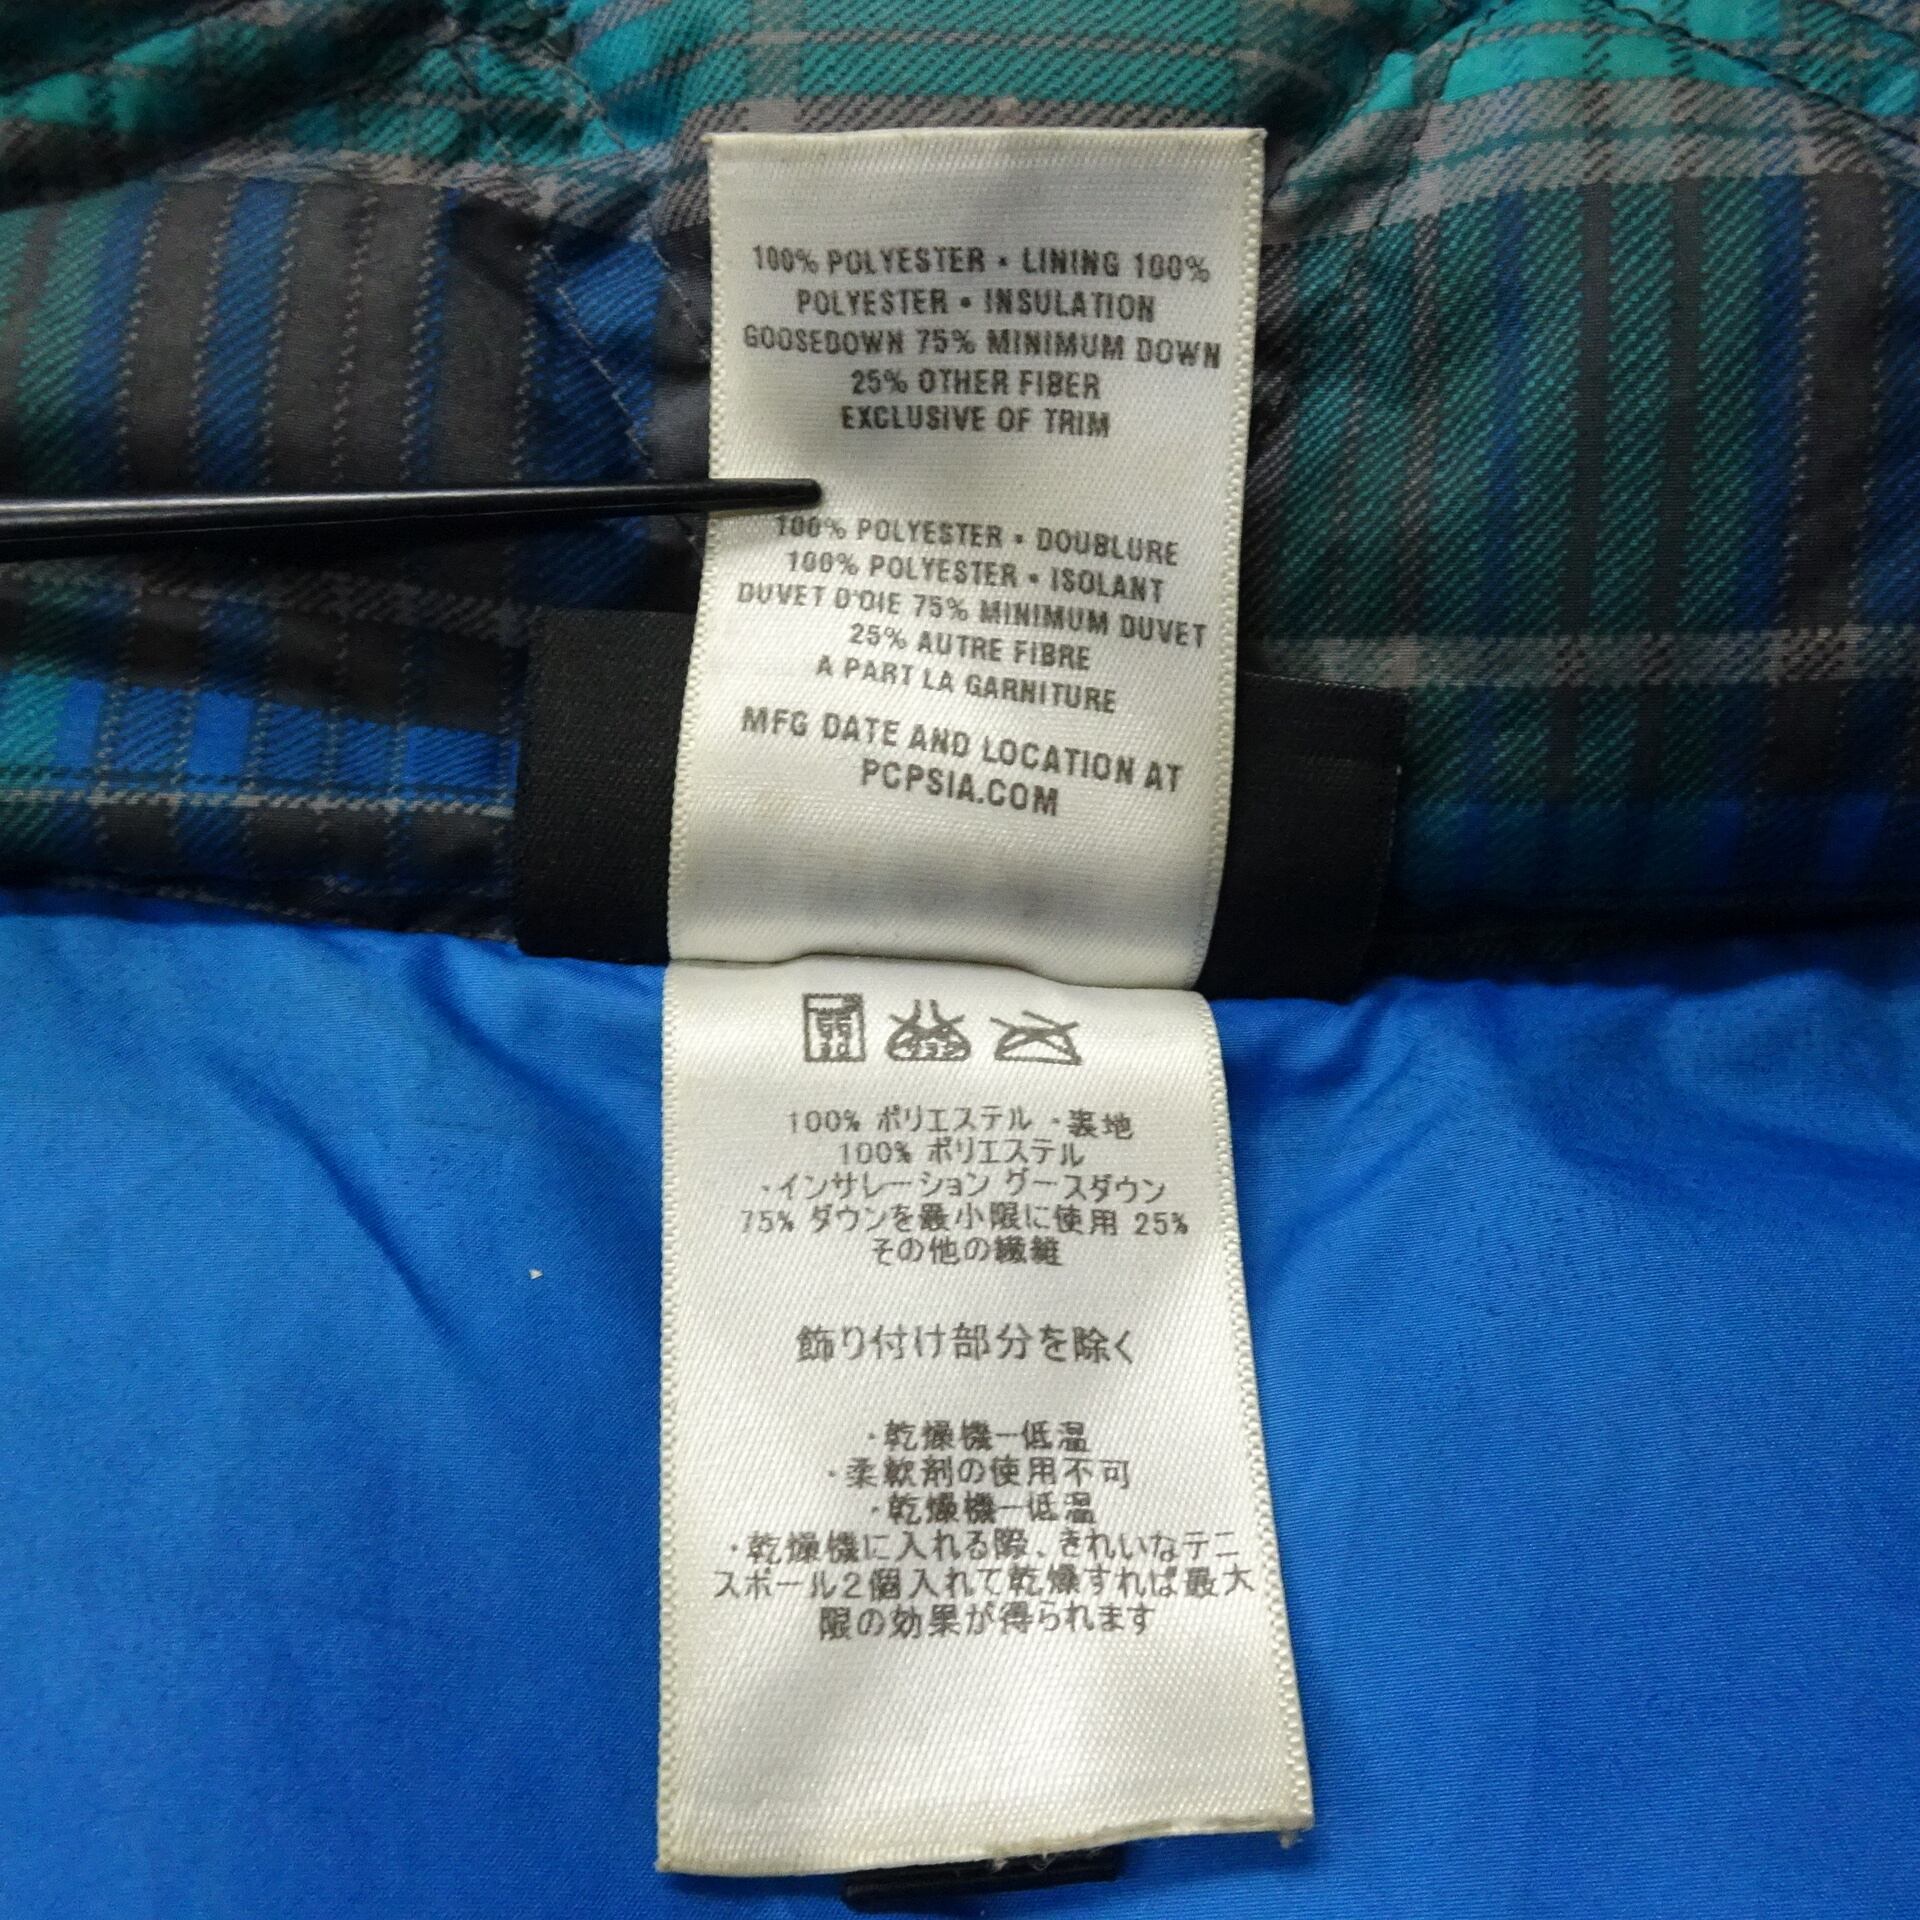 100% POLYESTER • LINING 100%
POLYESTER • INSULATION
GOOSEDOWN 75% MINIMUM DOWN
25% OTHER FIBER
EXCLUSIVE OF TRIM
100% POLYESTER • DOUBLURE
100% POLYESTER • ISOLANT
DUVET D'OIE 75% MINIMUM DUVET
25% AUTRE FIBRE
A PART LA GARNITURE
MFG DATE AND LOCATION AT
PCPSIA.COM
100% ポリエステル ・裏地
100% ポリエステル
・インサレーション グースダウン
75% ダウンを最小限に使用 25%
その他の繊維
飾り付け部分を除く
・乾燥機ー低温
・柔軟剤の使用不可
・乾燥機ー低温
・乾燥機に入れる際、きれいなテニ
スボール2個入れて乾燥すれば最大
限の効果が得られます